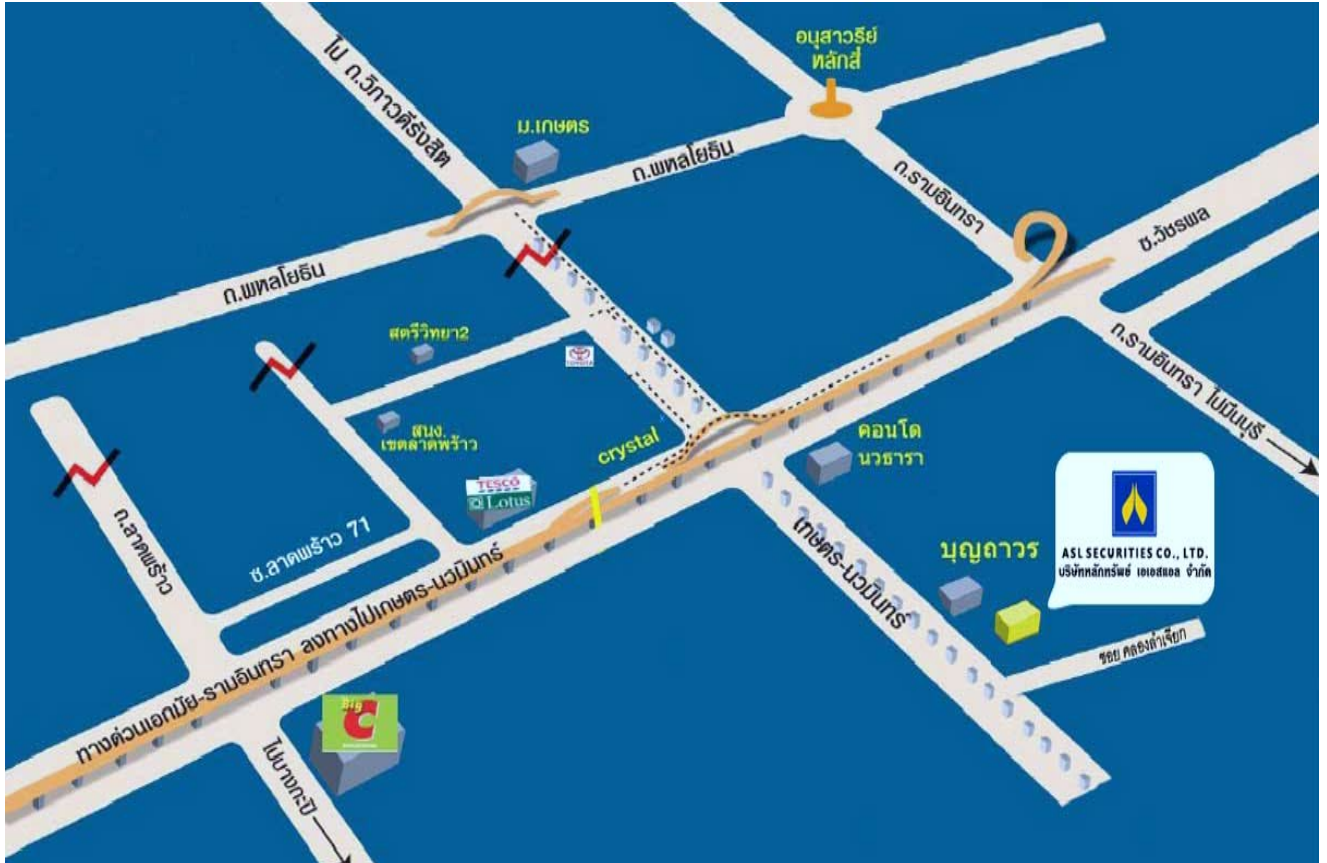 อนุสาวรีย์
หลักสี่
ไป ถ.วิภาวดีรังสิต
ม.เกษตร
ถ.พหลโยธิน
ถ.รามอินทรา
ซ.วัชรพล
ถ.พหลโยธิน
สตรีวิทยา2
TOYOTA
ถ.รามอินทรา ไปมีนบุรี
สนง.
เขตลาดพร้าว
crystal
คอนโด
นวธารา
TESCO
Lotus
ถ.ลาดพร้าว
ซ.ลาดพร้าว 71
เกษตร-นวมินทร์
บุญถาวร
ASL SECURITIES CO., LTD.
บริษัทหลักทรัพย์ เอเอสแอล จำกัด
ซอย คลองลำเจียก
ทางด่วนเอกมัย-รามอินทรา ลงทางไปเกษตร-นวมินทร์
Big
C
ไปบางกะปิ